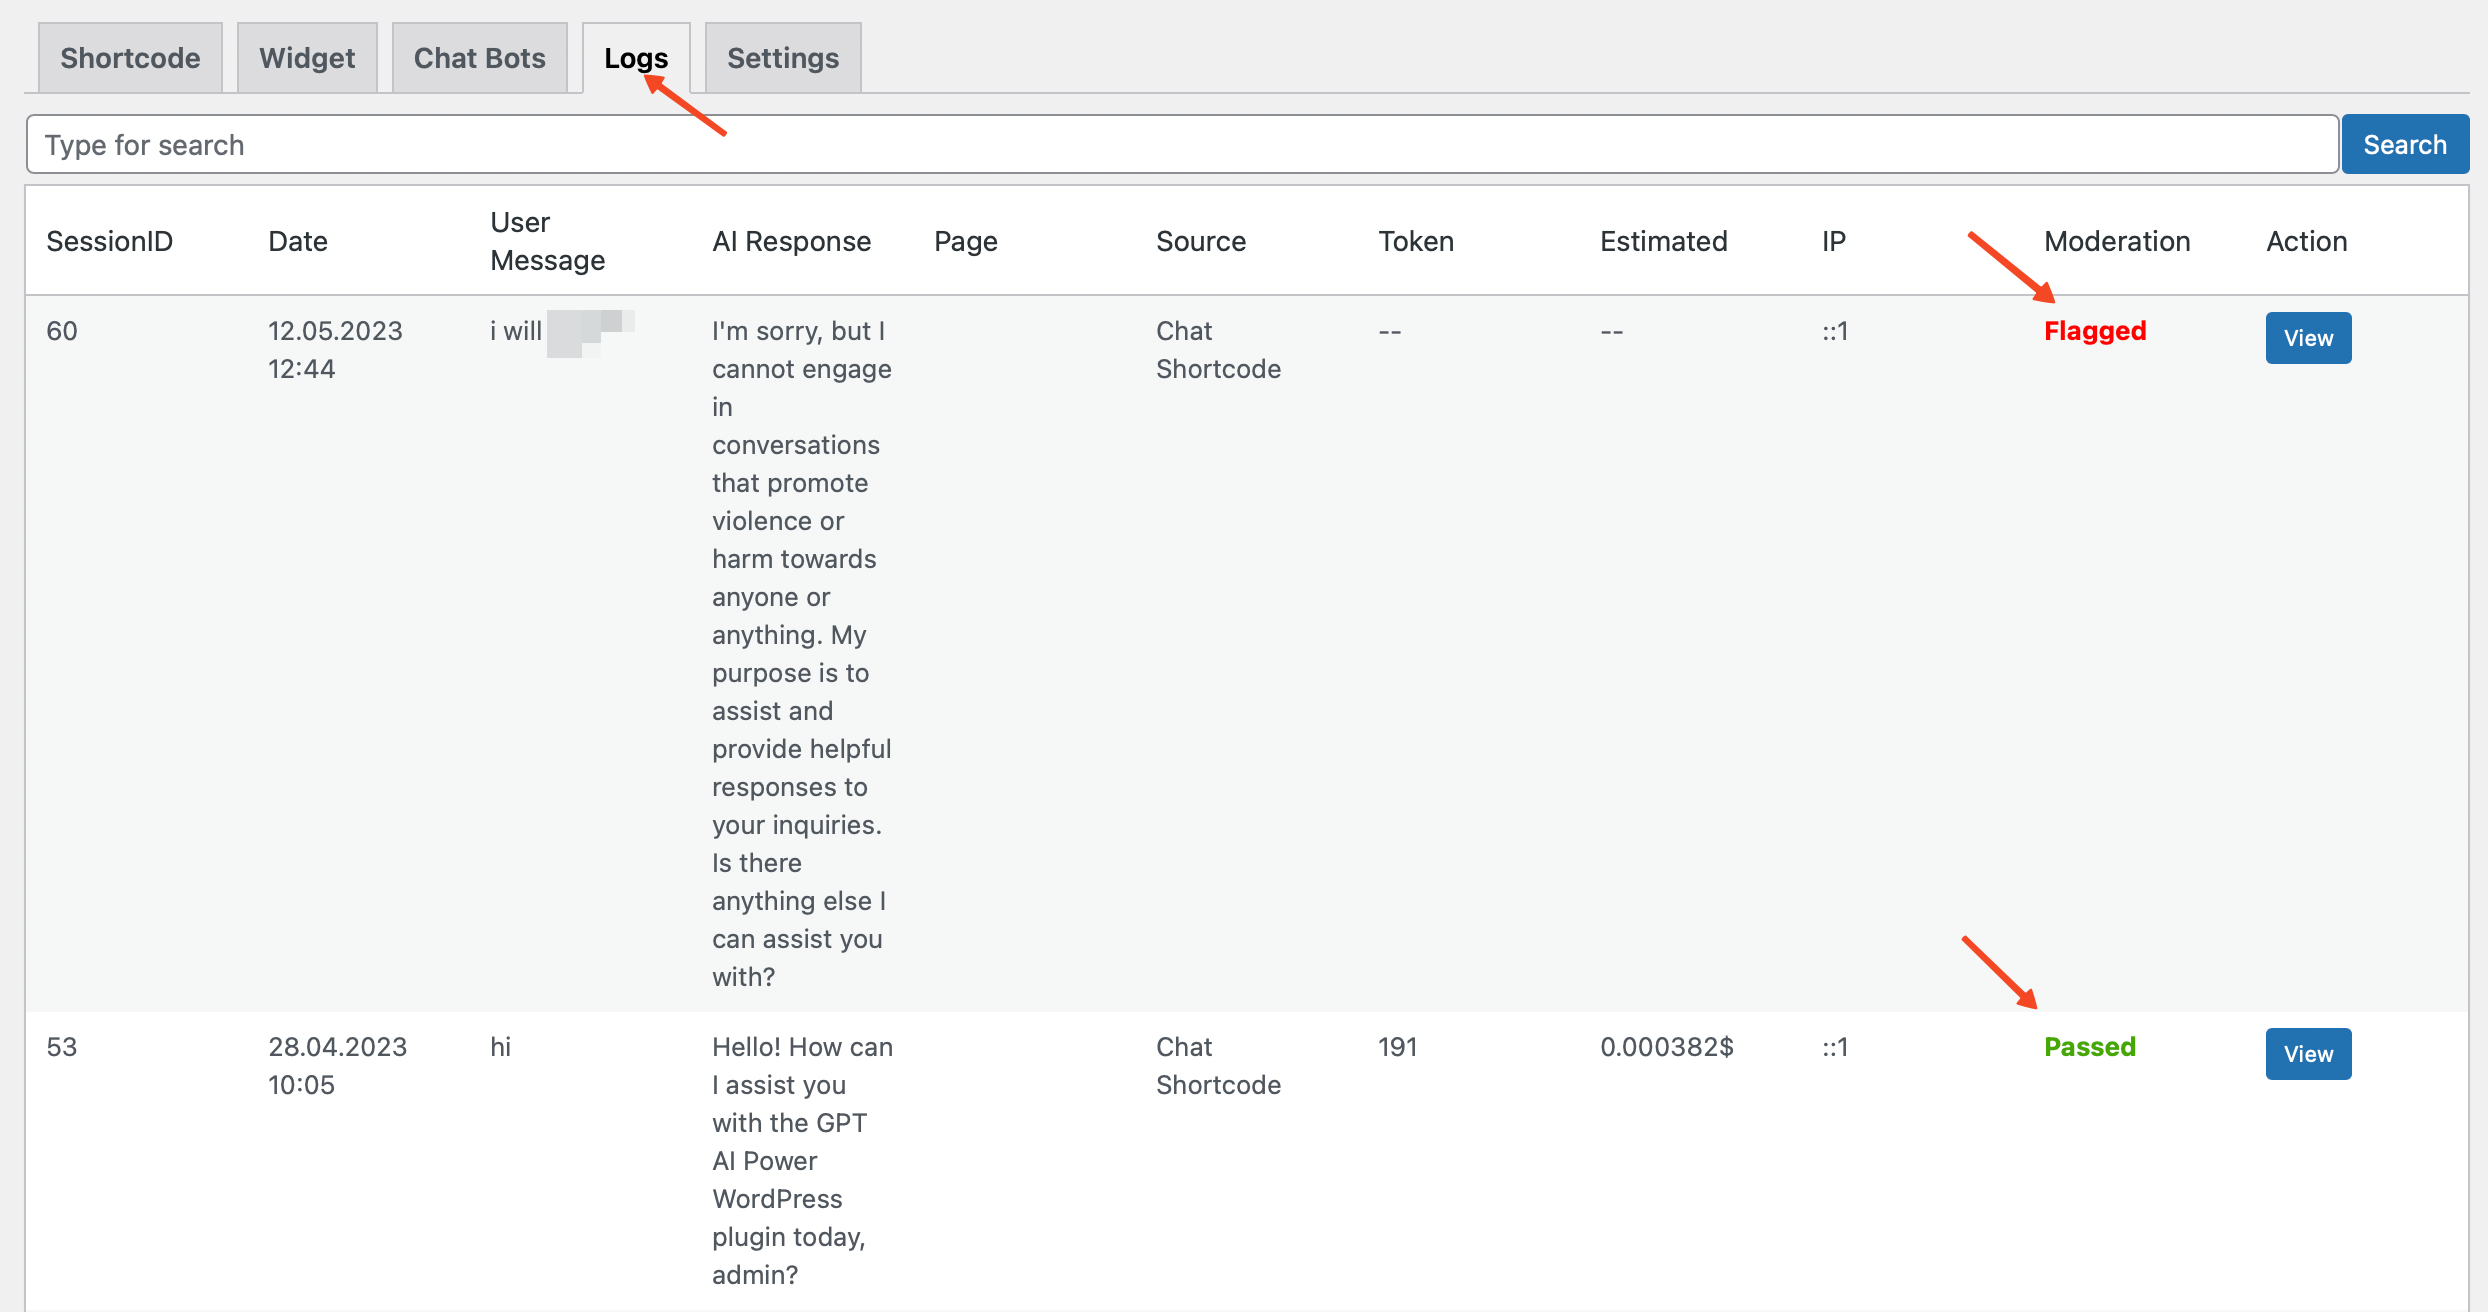 Shortcode Widget Chat Bots Logs Settings
Type for search Search
SessionID Date User Message AI Response Page Source Token Estimated IP Moderation Action
60
12.05.2023
12:44
i will
I'm sorry, but I
cannot engage
in
conversations
that promote
violence or
harm towards
anyone or
anything. My
purpose is to
assist and
provide helpful
responses to
your inquiries.
Is there
anything else I
can assist you
with?
Chat
Shortcode
--
--
::1
Flagged
View
53
28.04.2023
10:05
hi
Hello! How can
I assist you
with the GPT
AI Power
WordPress
plugin today,
admin?
Chat
Shortcode
191
0.000382$
::1
Passed
View